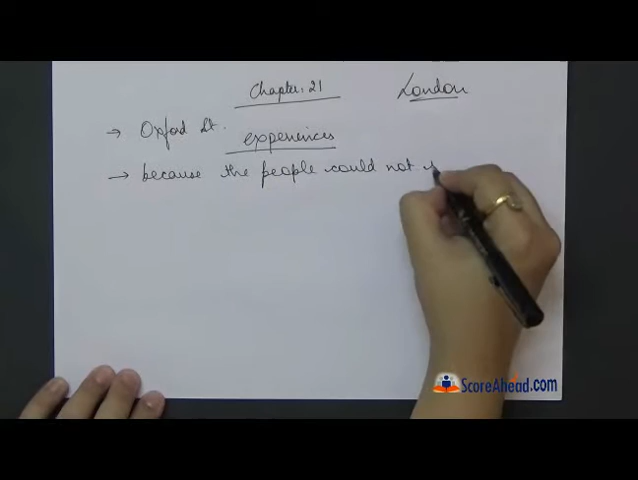 Chapter: 21
London
→ Oxford St.
experiences
→ because the people could not
ScoreAhead.com